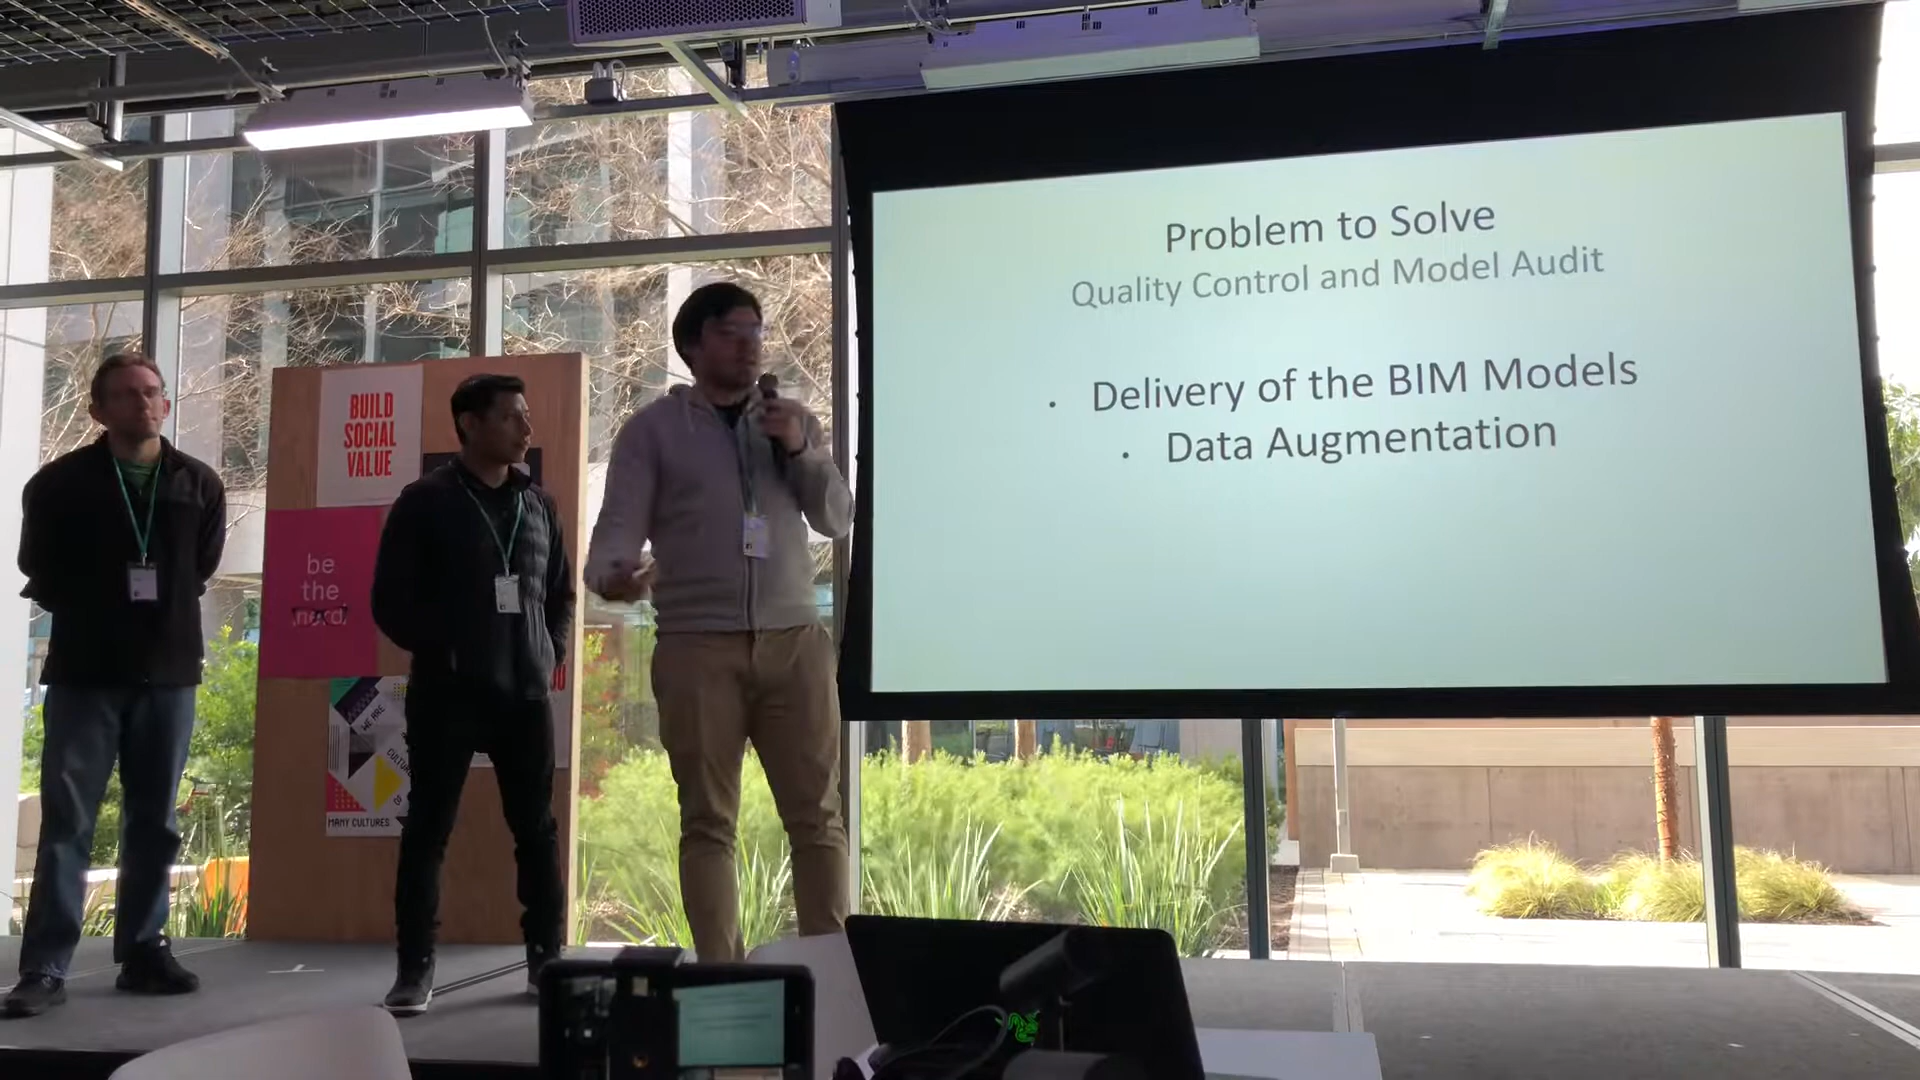 Problem to Solve
Quality Control and Model Audit
• Delivery of the BIM Models
• Data Augmentation
BUILD
SOCIAL
VALUE
be
the
nerd.
WE ARE
MANY CULTURES